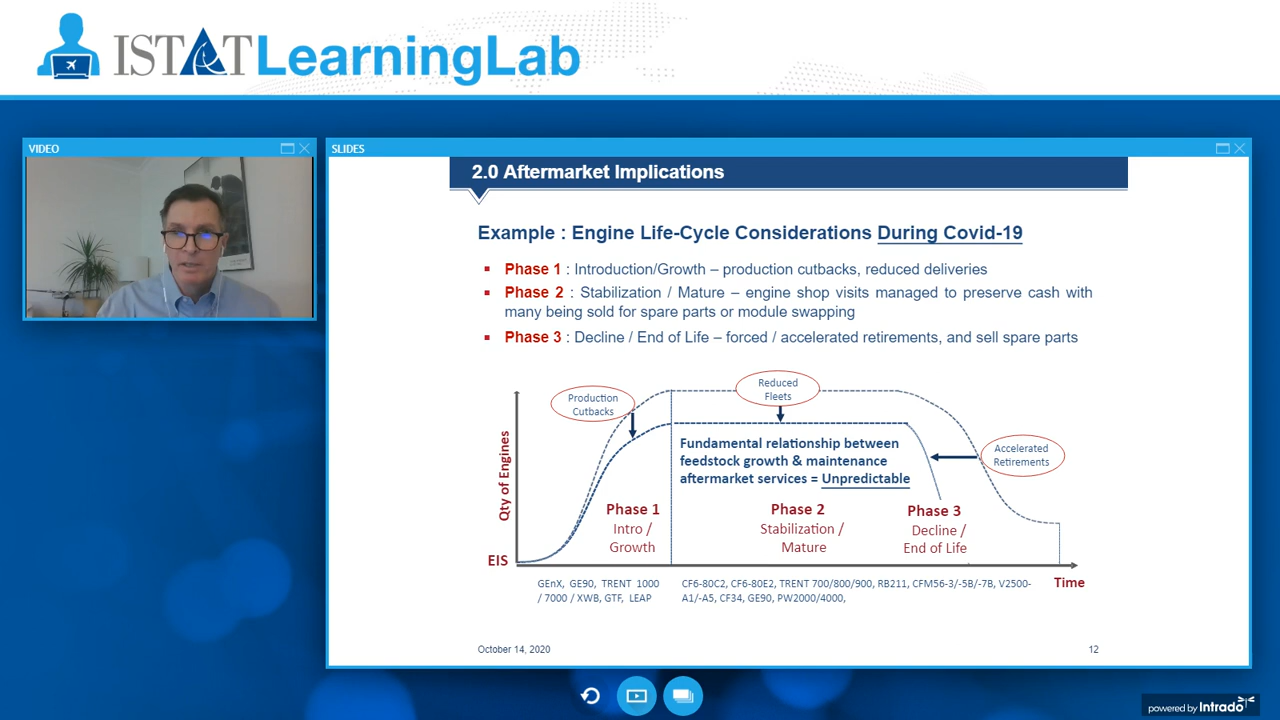 ISTAT LearningLab
VIDEO
SLIDES
2.0 Aftermarket Implications
Example : Engine Life-Cycle Considerations During Covid-19
Phase 1 : Introduction/Growth – production cutbacks, reduced deliveries
Phase 2 : Stabilization / Mature – engine shop visits managed to preserve cash with
many being sold for spare parts or module swapping
Phase 3 : Decline / End of Life – forced / accelerated retirements, and sell spare parts
Production
Cutbacks
Reduced
Fleets
Accelerated
Retirements
Qty of Engines
Fundamental relationship between
feedstock growth & maintenance
aftermarket services = Unpredictable
Phase 1
Intro /
Growth
Phase 2
Stabilization /
Mature
Phase 3
Decline /
End of Life
EIS
Time
GEnX, GE90, TRENT 1000
/ 7000 / XWB, GTF, LEAP
CF6-80C2, CF6-80E2, TRENT 700/800/900, RB211, CFM56-3/-5B/-7B, V2500-
A1/-A5, CF34, GE90, PW2000/4000,
October 14, 2020
12
powered by Intrado